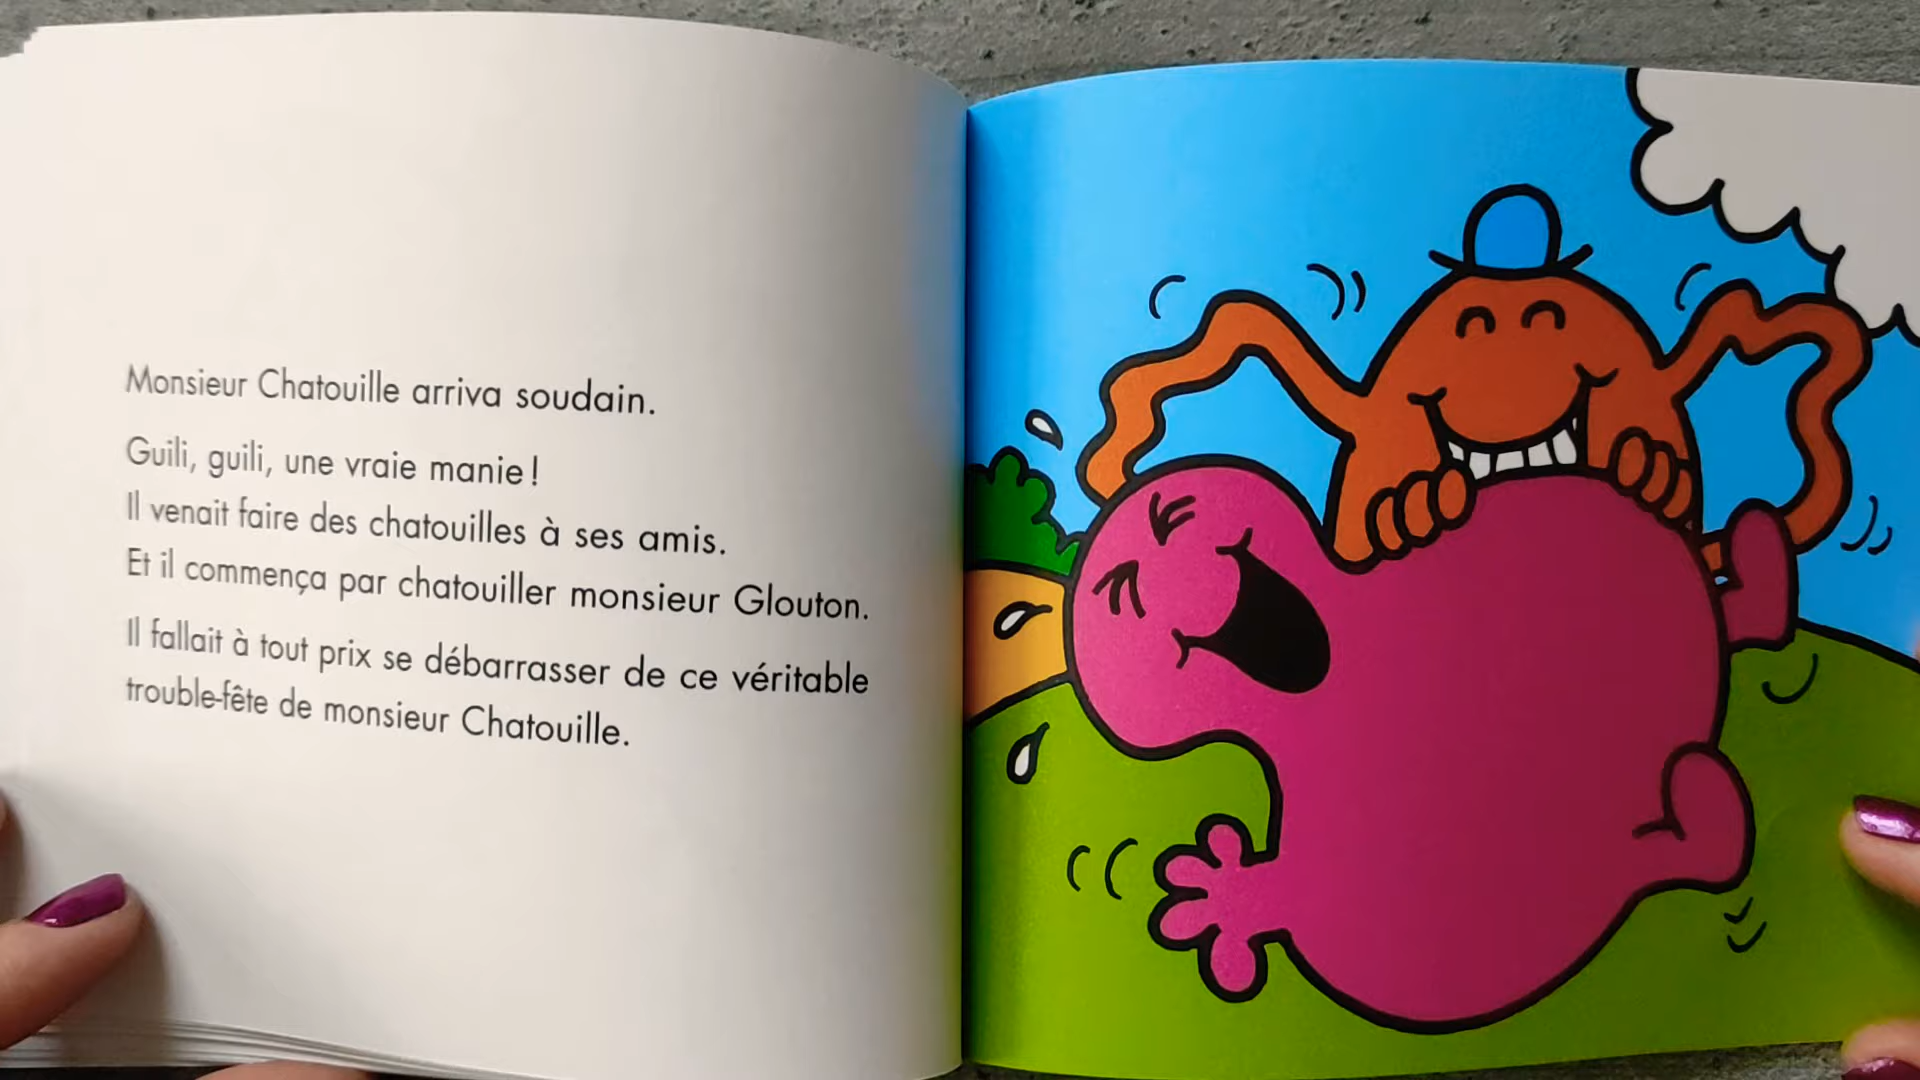 Monsieur Chatouille arriva soudain.
Guili, guili, une vraie manie !
Il venait faire des chatouilles à ses amis.
Et il commença par chatouiller monsieur Glouton.
Il fallait à tout prix se débarrasser de ce véritable
trouble-fête de monsieur Chatouille.